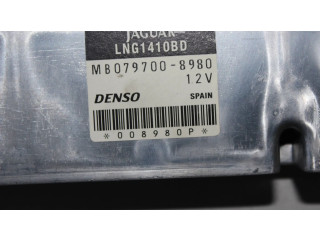 JAGUAR
LNG1410BD
MB079700-8980
12V
DENSO
SPAIN
*008980P*